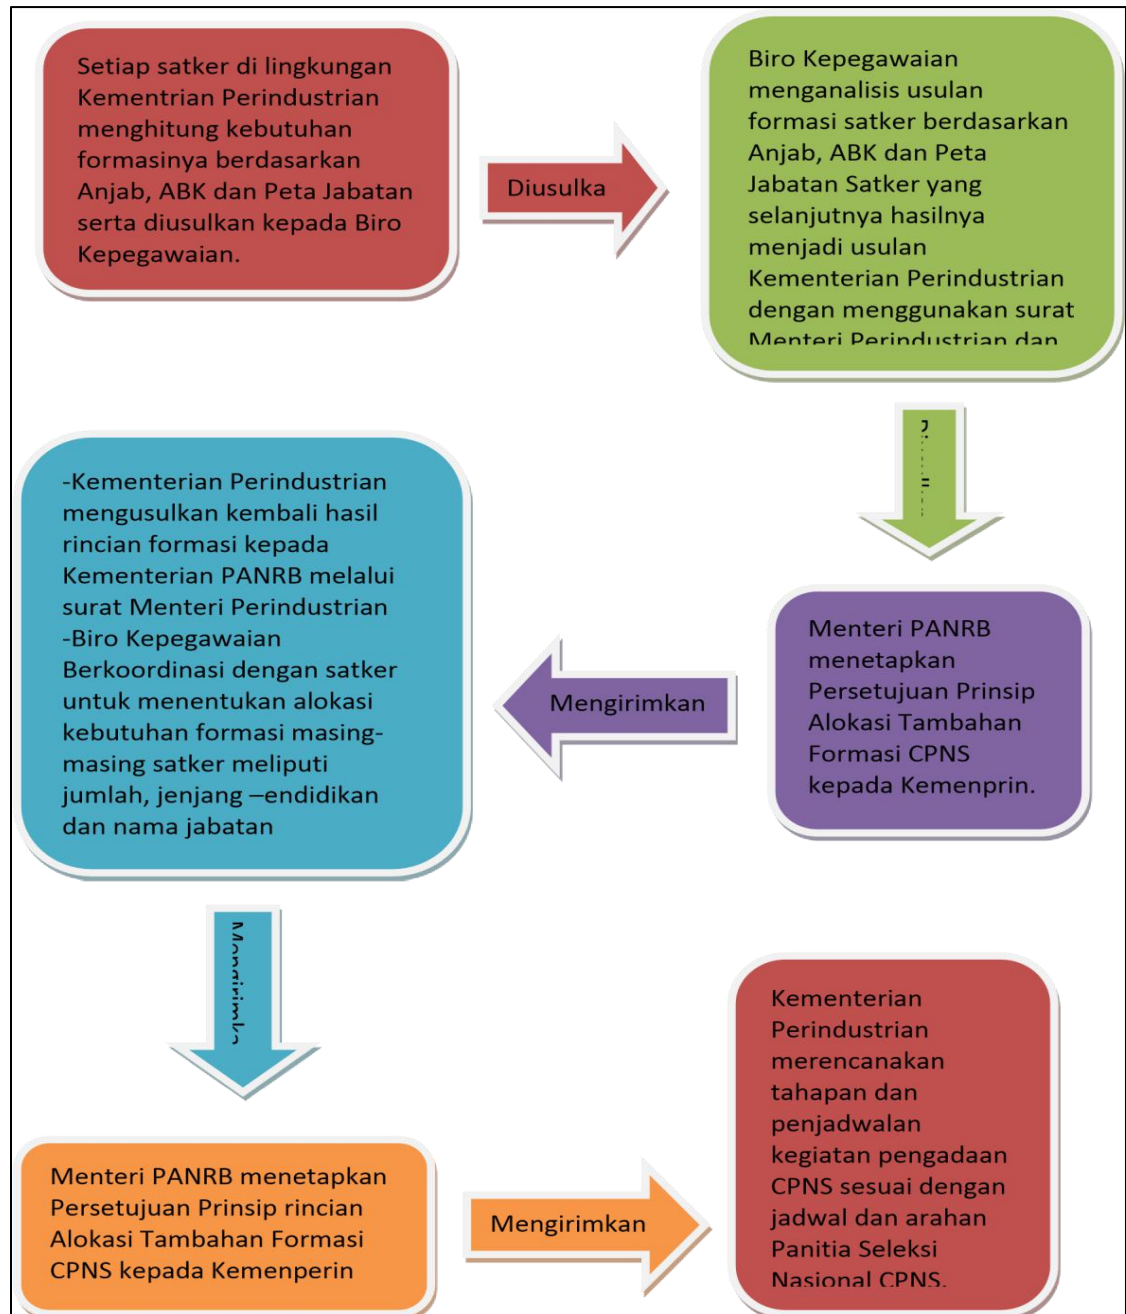 Setiap satker di lingkungan
Kementrian Perindustrian
menghitung kebutuhan
formasinya berdasarkan
Anjab, ABK dan Peta Jabatan
serta diusulkan kepada Biro
Kepegawaian.
Diusulka
Biro Kepegawaian
menganalisis usulan
formasi satker berdasarkan
Anjab, ABK dan Peta
Jabatan Satker yang
selanjutnya hasilnya
menjadi usulan
Kementerian Perindustrian
dengan menggunakan surat
Menteri Perindustrian dan
Menteri PANRB
menetapkan
Persetujuan Prinsip
Alokasi Tambahan
Formasi CPNS
kepada Kemenprin.
Mengirimkan
-Kementerian Perindustrian
mengusulkan kembali hasil
rincian formasi kepada
Kementerian PANRB melalui
surat Menteri Perindustrian
-Biro Kepegawaian
Berkoordinasi dengan satker
untuk menentukan alokasi
kebutuhan formasi masing-
masing satker meliputi
jumlah, jenjang –endidikan
dan nama jabatan
Mengirimka
Menteri PANRB menetapkan
Persetujuan Prinsip rincian
Alokasi Tambahan Formasi
CPNS kepada Kemenperin
Mengirimkan
Kementerian
Perindustrian
merencanakan
tahapan dan
penjadwalan
kegiatan pengadaan
CPNS sesuai dengan
jadwal dan arahan
Panitia Seleksi
Nasional CPNS.